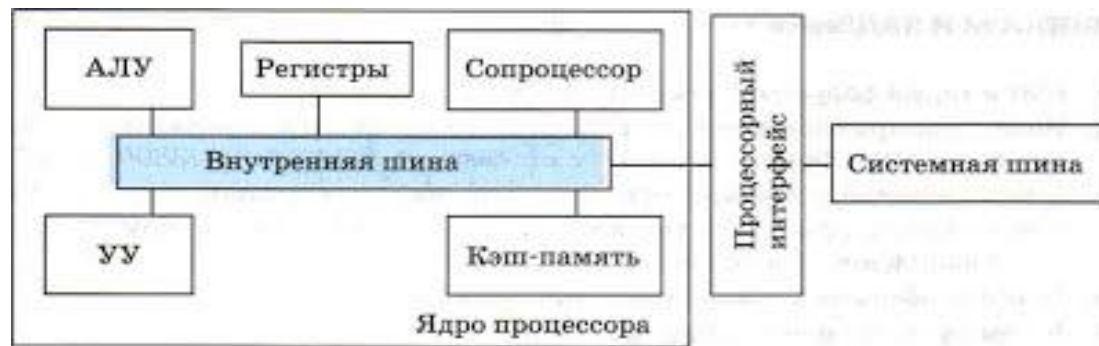 АЛУ
Регистры
Сопроцессор
Внутренняя шина
УУ
Кэш-память
Ядро процессора
Процессорный
интерфейс
Системная шина